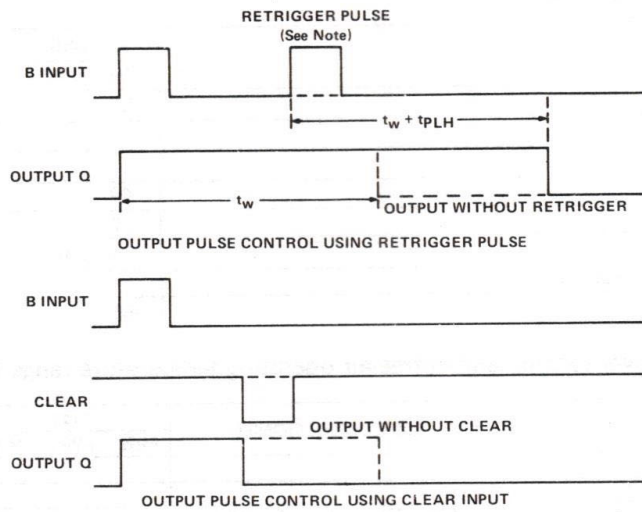 RETRIGGER PULSE
(See Note)
B INPUT
tw + tPLH
OUTPUT Q
tw
OUTPUT WITHOUT RETRIGGER
OUTPUT PULSE CONTROL USING RETRIGGER PULSE
B INPUT
CLEAR
OUTPUT WITHOUT CLEAR
OUTPUT Q
OUTPUT PULSE CONTROL USING CLEAR INPUT